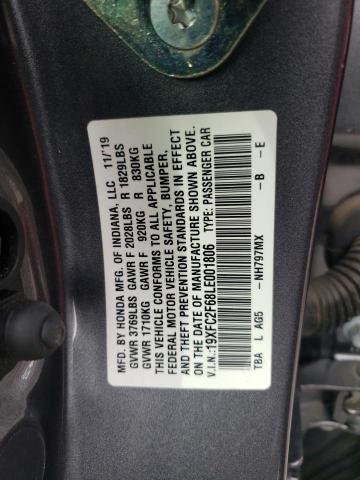 MFD. BY HONDA MFG. OF INDIANA, LLC 11/'19
GVWR 3769LBS GAWR F 2028LBS R 1829LBS
GVWR 1710KG GAWR F 920KG R 830KG
THIS VEHICLE CONFORMS TO ALL APPLICABLE
FEDERAL MOTOR VEHICLE SAFETY, BUMPER,
AND THEFT PREVENTION STANDARDS IN EFFECT
ON THE DATE OF MANUFACTURE SHOWN ABOVE.
V.I.N.:19XFC2F68LE001806 TYPE: PASSENGER CAR
TBA L AG5 -NH797MX -B -E